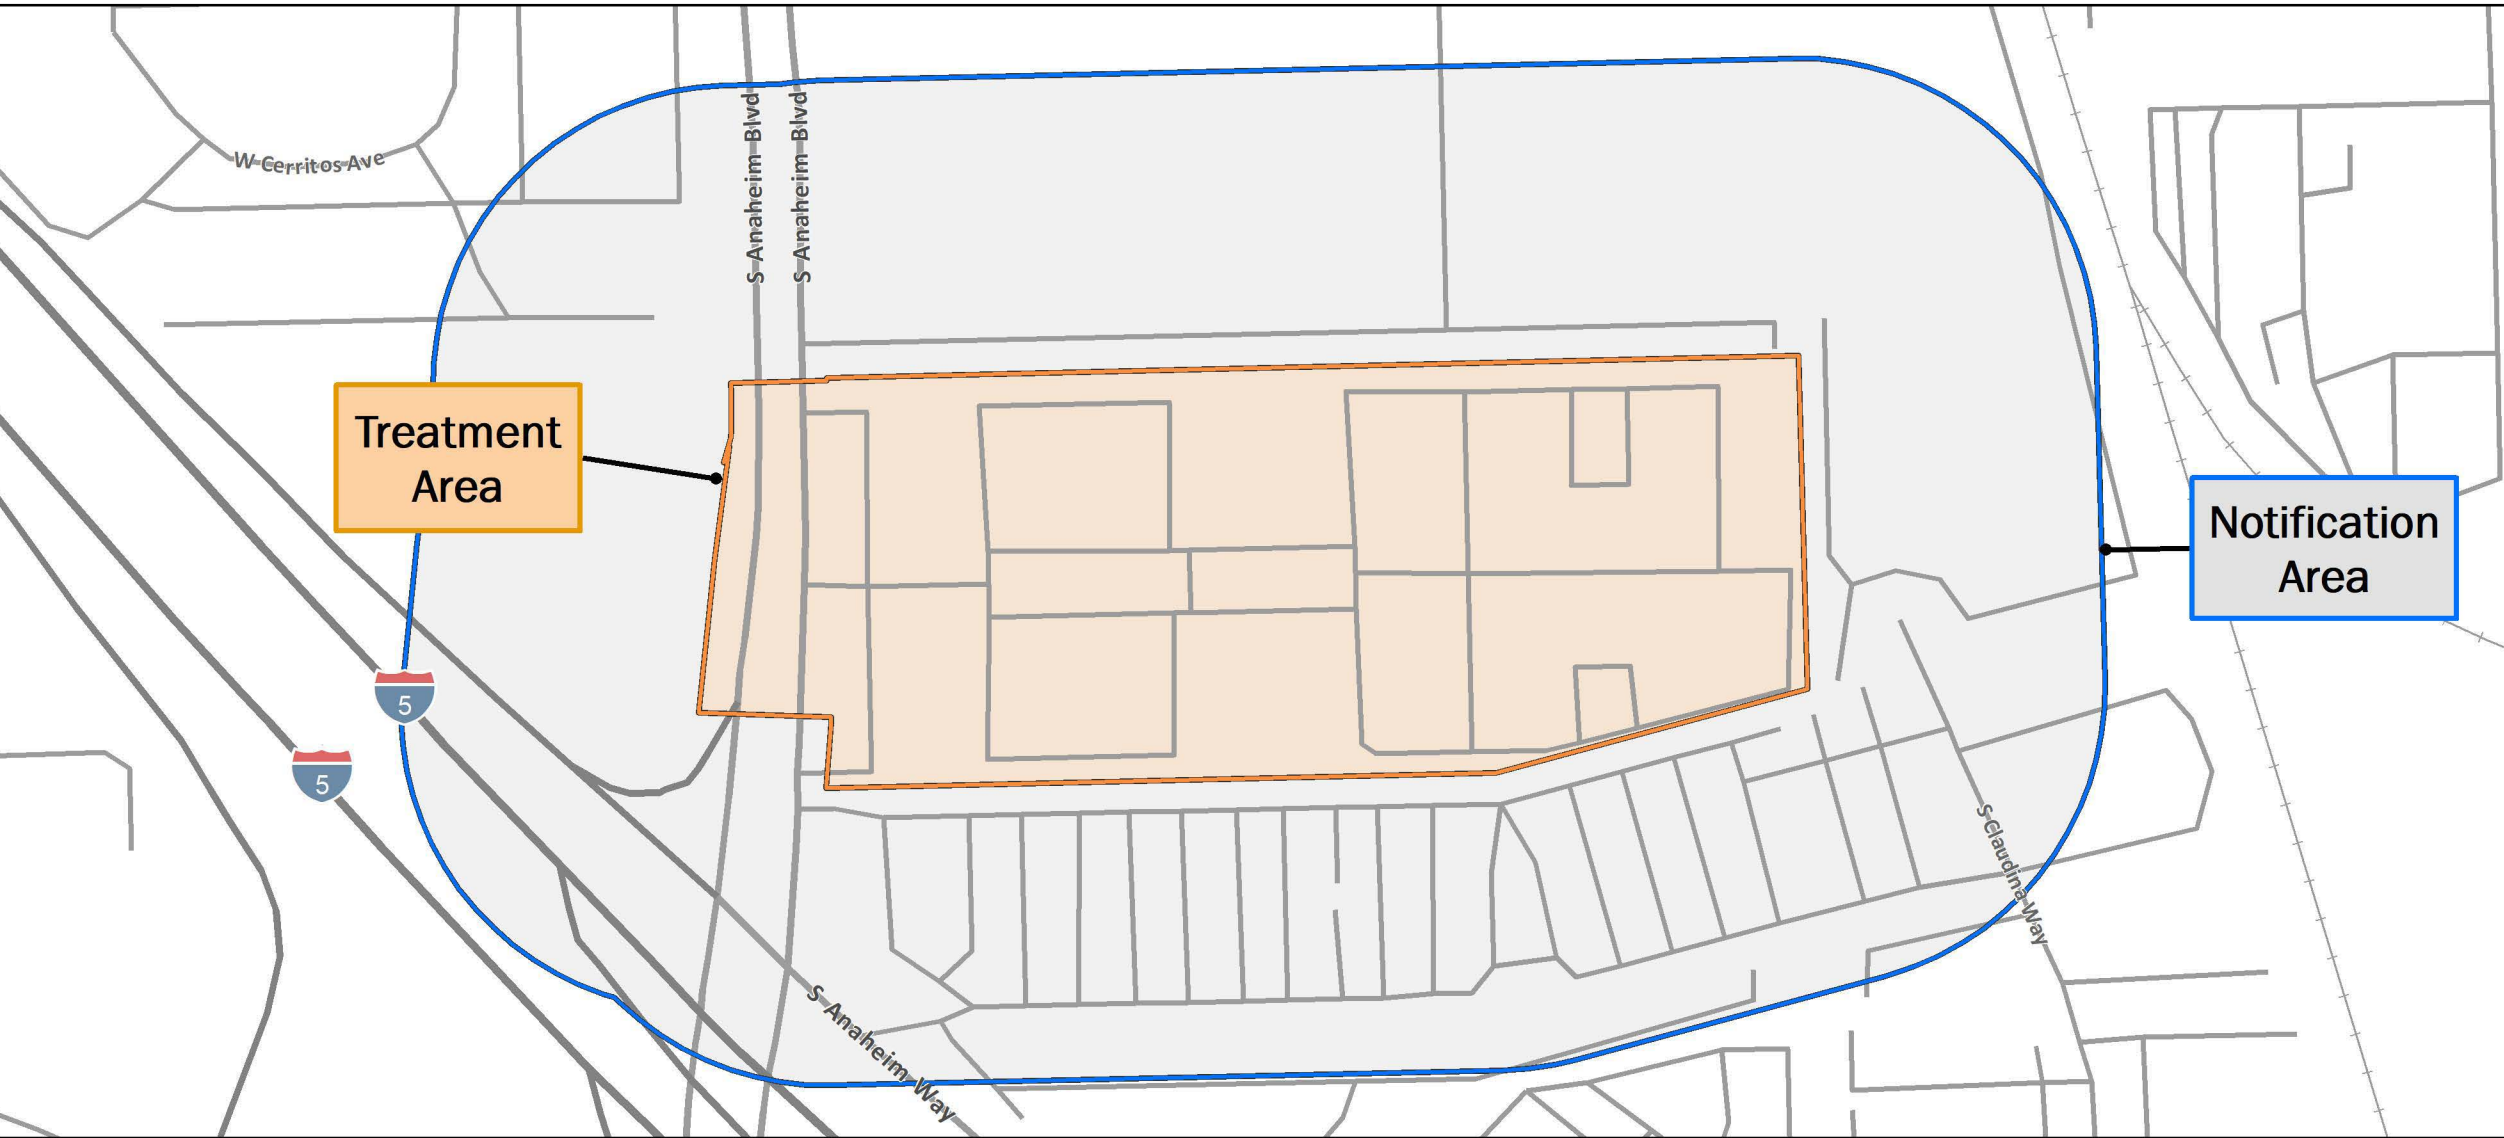 W Cerritos Ave
S Anaheim Blvd
S Anaheim Blvd
Treatment
Area
Notification
Area
5
5
S Claudina Way
S Anaheim Way